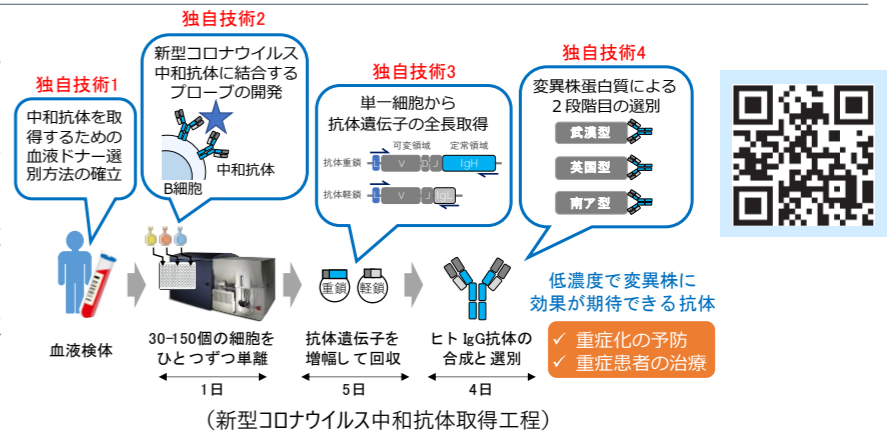 独自技術1
中和抗体を取
得するための
血液ドナー選
別方法の確立
独自技術2
新型コロナウイルス
中和抗体に結合する
プローブの開発
中和抗体
B細胞
独自技術3
単一細胞から
抗体遺伝子の全長取得
可変領域
定常領域
抗体重鎖
V
D
J
IgH
抗体軽鎖
V
J
IgL
独自技術4
変異株蛋白質による
２段階目の選別
武漢型
英国型
南ア型
血液検体
30-150個の細胞を
ひとつずつ単離
1日
重鎖
軽鎖
抗体遺伝子を
増幅して回収
5日
ヒト IgG抗体の
合成と選別
4日
低濃度で変異株に
効果が期待できる抗体
✓ 重症化の予防
✓ 重症患者の治療
（新型コロナウイルス中和抗体取得工程）